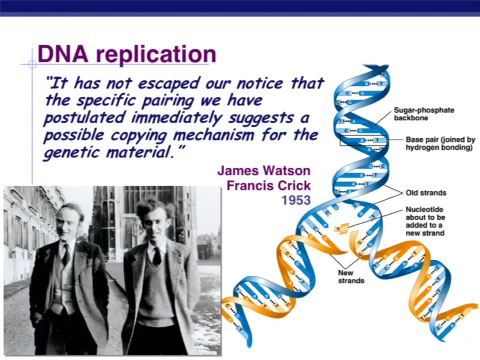 DNA replication
“It has not escaped our notice that
the specific pairing we have
postulated immediately suggests a
possible copying mechanism for the
genetic material.”
James Watson
Francis Crick
1953
Sugar-phosphate
backbone
Base pair (joined by
hydrogen bonding)
Old strands
Nucleotide
about to be
added to a
new strand
New
strands